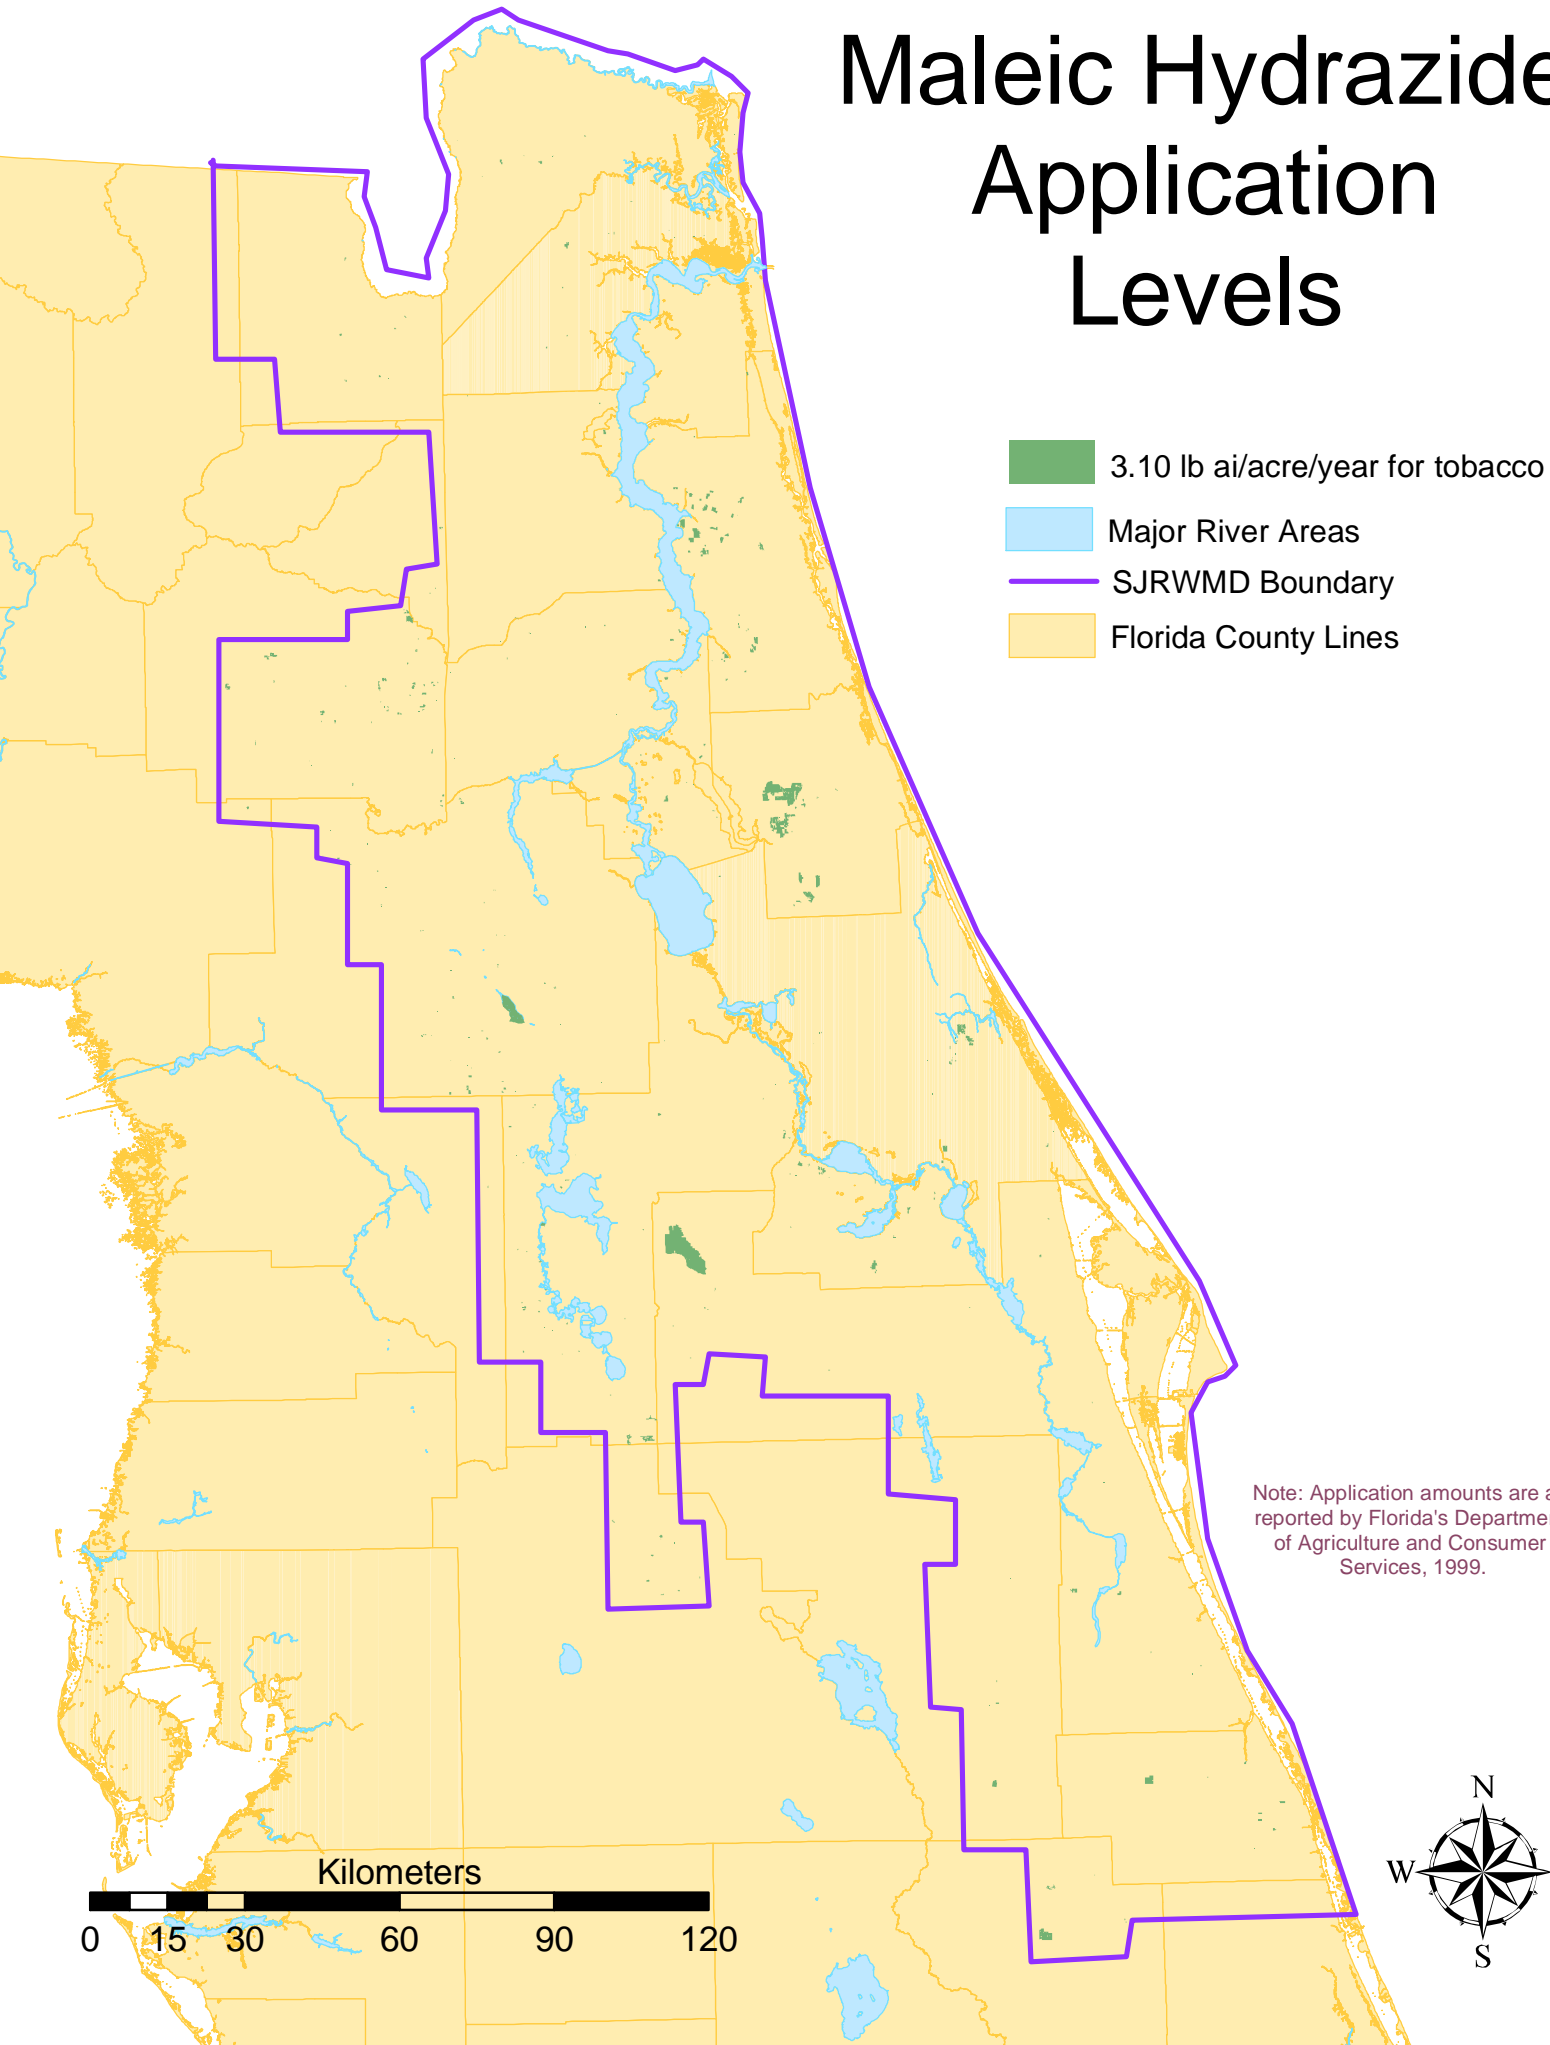 Maleic Hydrazide
Application
Levels
3.10 lb ai/acre/year for tobacco
Major River Areas
SJRWMD Boundary
Florida County Lines
Note: Application amounts are a
reported by Florida's Departme
of Agriculture and Consumer
Services, 1999.
N
W
S
Kilometers
0 15 30 60 90 120